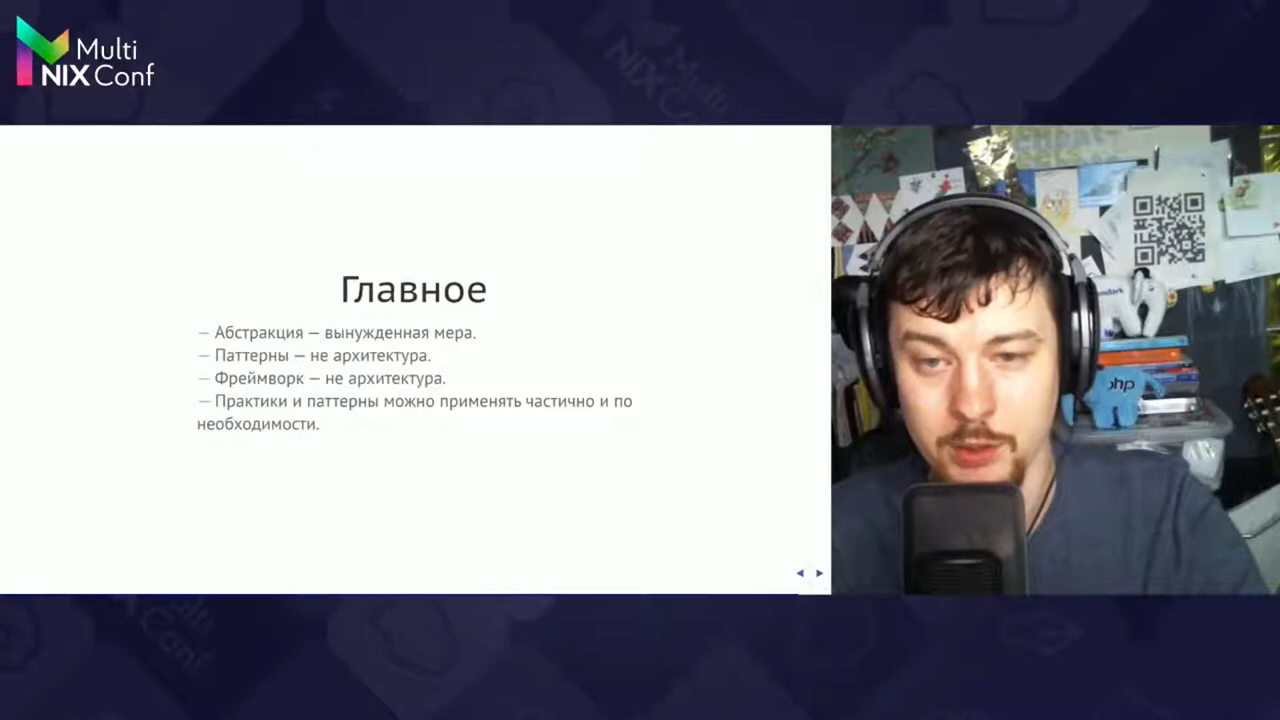 Multi
NIX Conf
Главное
— Абстракция — вынужденная мера.
— Паттерны — не архитектура.
— Фреймворк — не архитектура.
— Практики и паттерны можно применять частично и по
необходимости.
php